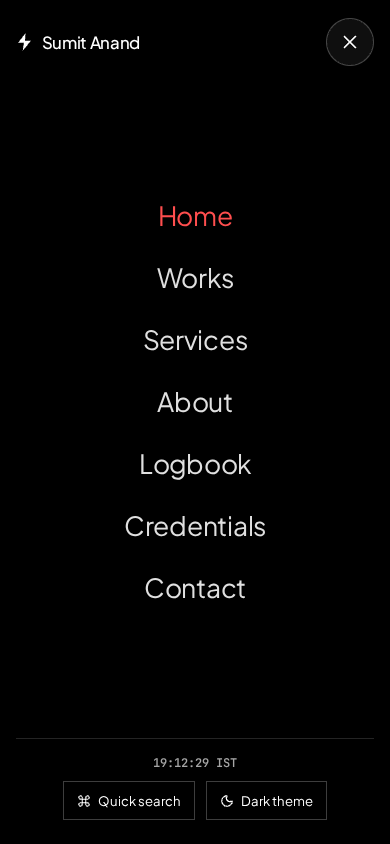 Sumit Anand
Home
Works
Services
About
Logbook
Credentials
Contact
19:12:29 IST
⌘ Quick search
Dark theme